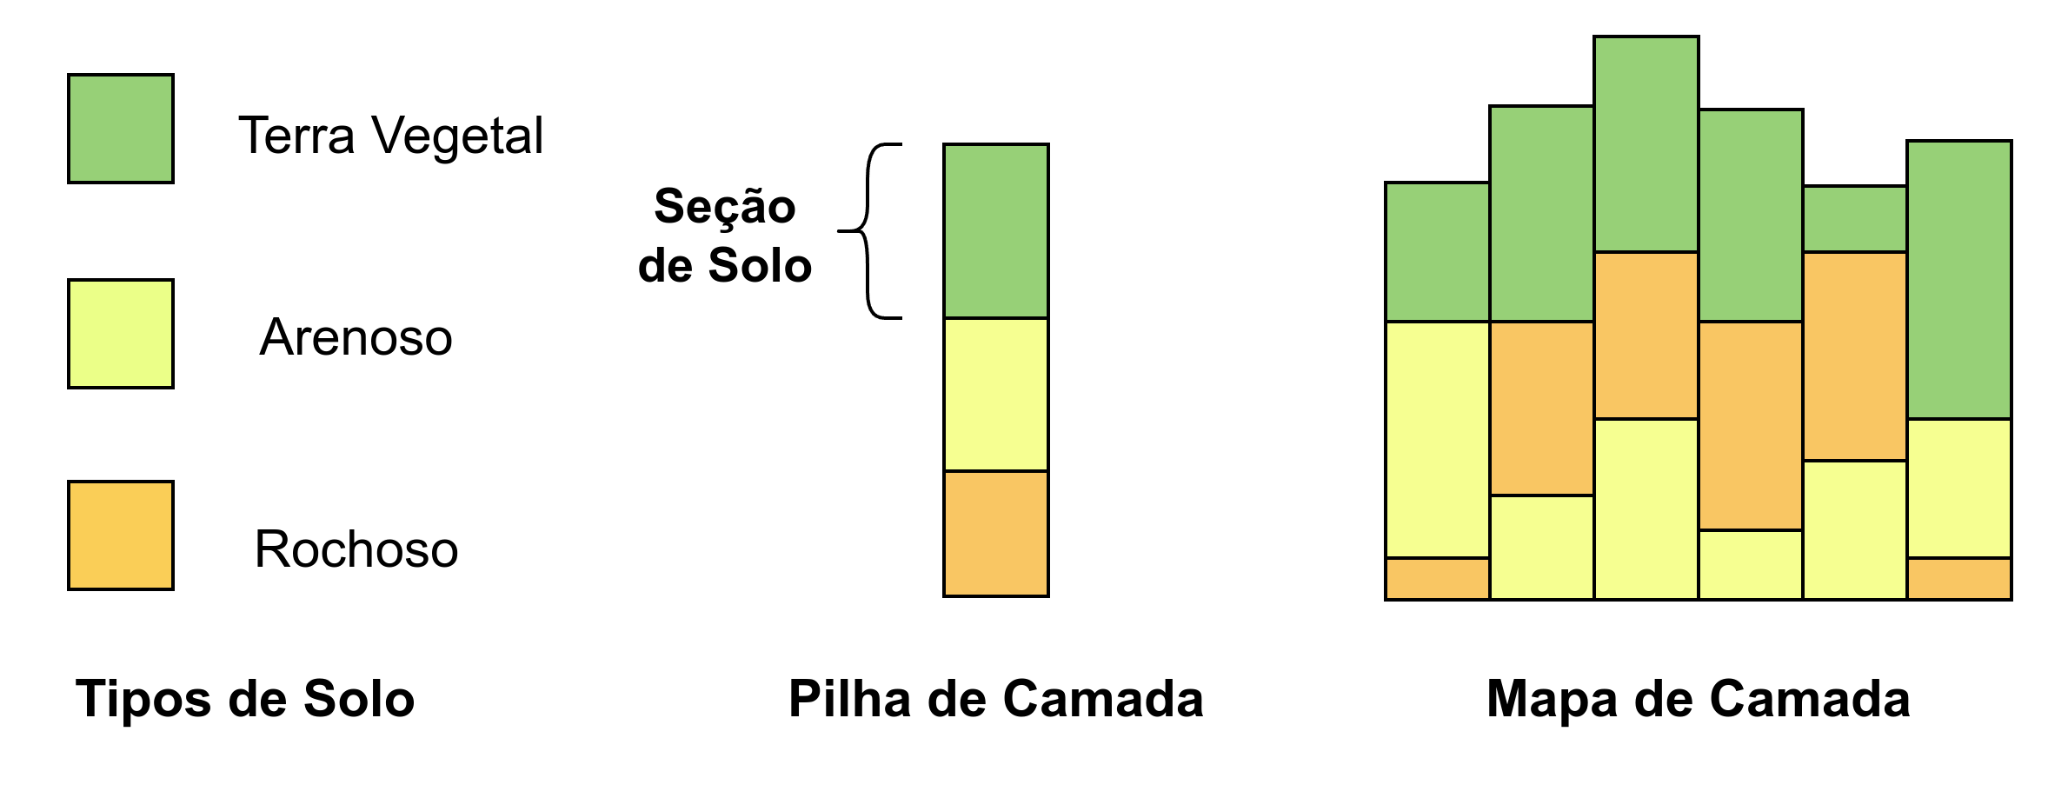 Terra Vegetal
Arenoso
Rochoso
Tipos de Solo
Seção
de Solo
Pilha de Camada
Mapa de Camada